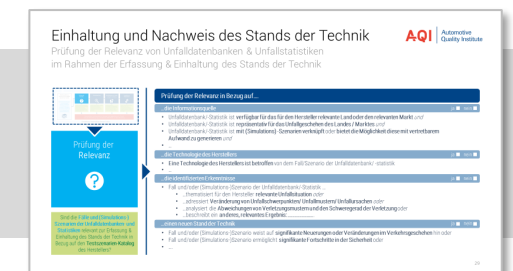 Einhaltung und Nachweis des Stands der Technik
Prüfung der Relevanz von Unfalldatenbanken & Unfallstatistiken
im Rahmen der Erfassung & Einhaltung des Stands der Technik
AQI Automotive
Quality Institute
Prüfung der
Relevanz
?
Sind die Fälle und (Simulations-)
Szenarien der Unfalldatenbanken und
Statistiken relevant zur Erfassung &
Einhaltung des Stands der Technik in
Bezug auf den Testszenarien-Katalog
des Herstellers?
Prüfung der Relevanz in Bezug auf…
…die Informationsquelle
• Unfalldatenbank/-Statistik ist verfügbar für das für den Hersteller relevante Land oder den relevanten Markt und
• Unfalldatenbank/-Statistik ist repräsentativ für das Unfallgeschehen des Landes / Marktes und
• Unfalldatenbank/-Statistik ist mit (Simulations)-Szenarien verknüpft oder bietet die Möglichkeit diese mit vertretbarem
Aufwand zu generieren und
• …
…die Technologie des Herstellers
• Eine Technologie des Herstellers ist betroffen von dem Fall/Szenario der Unfalldatenbank/-statistik
• …
…die identifizierten Erkenntnisse
• Fall und/oder (Simulations-)Szenario der Unfalldatenbank/-Statistik …
• …thematisiert für den Hersteller relevante Unfallsituation oder
• …adressiert Veränderung von Unfallschwerpunkten/ Unfallmustern/ Unfallursachen oder
• …analysiert die Abweichungen von Verletzungsmustern und den Schweregrad der Verletzung oder
• …beschreibt ein anderes, relevantes Ergebnis:
…einen neuen Stand der Technik
• Fall und/oder (Simulations-)Szenario weist auf signifikante Neuerungen oder Veränderungen im Verkehrsgeschehen hin oder
• Fall und/oder (Simulations-)Szenario ermöglicht signifikante Fortschritte in der Sicherheit oder
• …